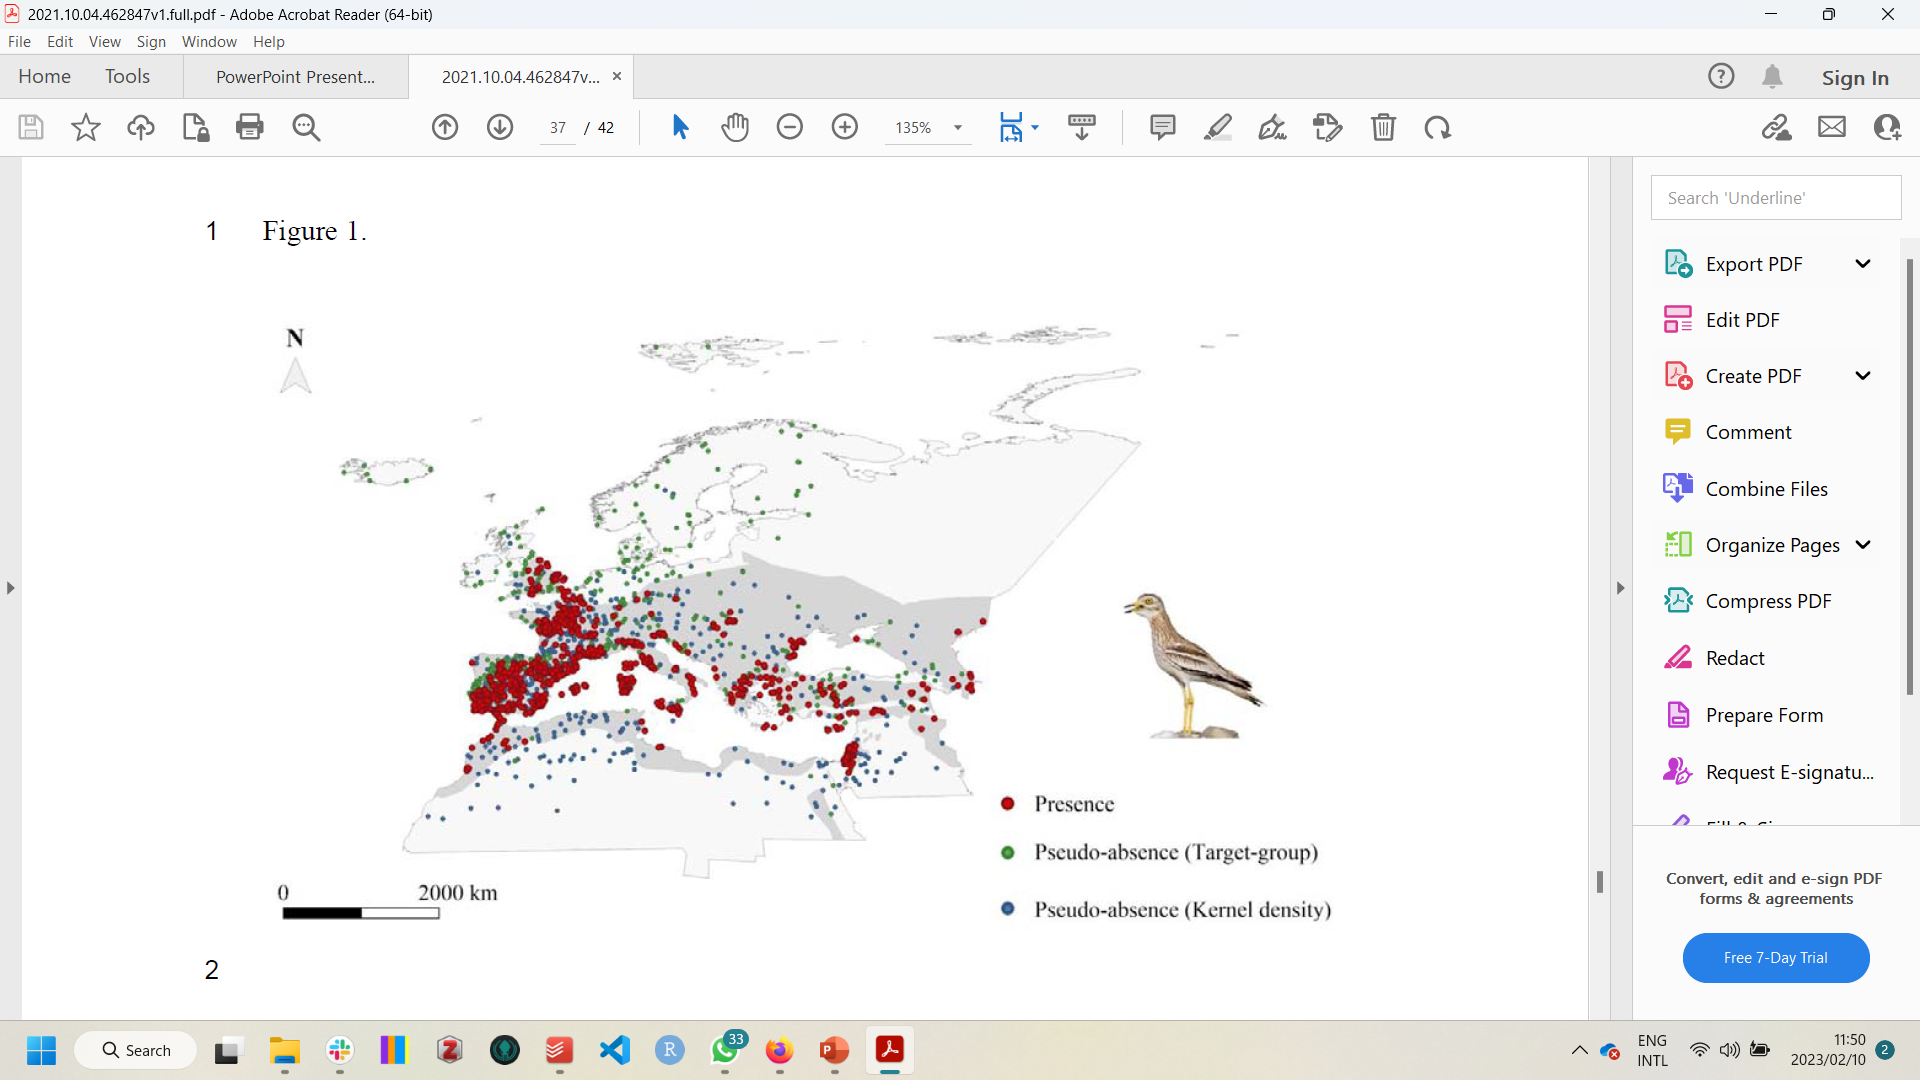 2021.10.04.462847v1.full.pdf - Adobe Acrobat Reader (64-bit)
File Edit View Sign Window Help
Home Tools PowerPoint Present... 2021.10.04.462847v... × Sign In
37 / 42 135%
Search 'Underline'
Export PDF
Edit PDF
Create PDF
Comment
Combine Files
Organize Pages
Compress PDF
Redact
Prepare Form
Request E-signatu...
Convert, edit and e-sign PDF
forms & agreements
Free 7-Day Trial
1 Figure 1.
N
Presence
Pseudo-absence (Target-group)
Pseudo-absence (Kernel density)
0 2000 km
2
Search
33
ENG
INTL
11:50
2023/02/10
2